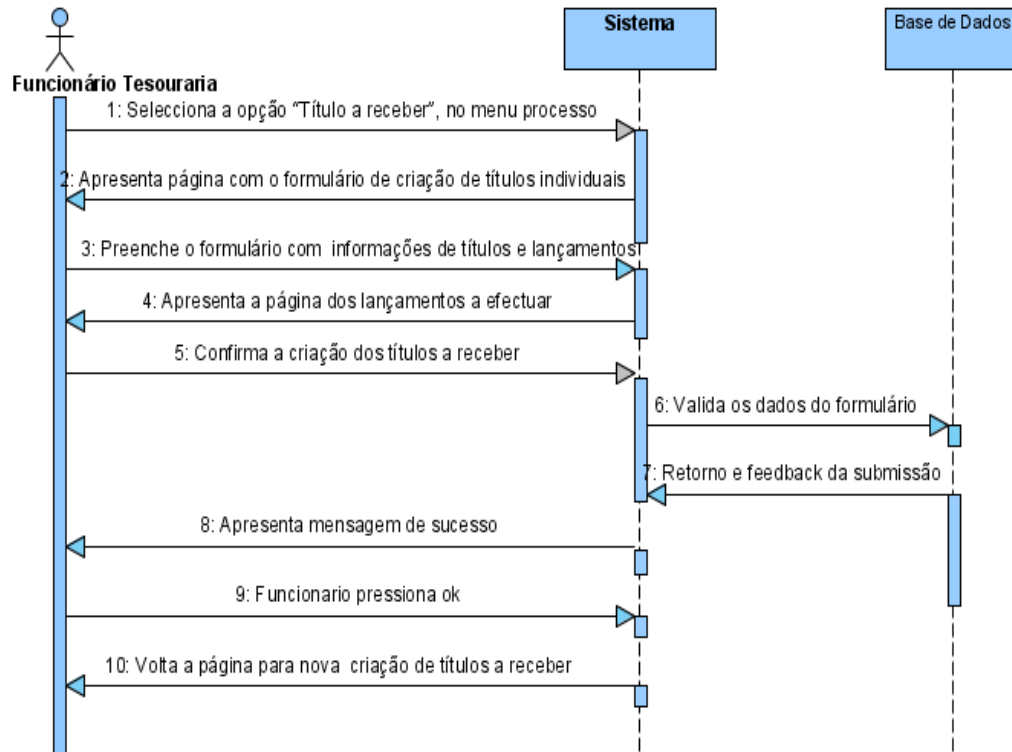 Sistema
Base de Dados
Funcionário Tesouraria
1: Selecciona a opção "Título a receber", no menu processo
2: Apresenta página com o formulário de criação de títulos individuais
3: Preenche o formulário com informações de títulos e lançamentos
4: Apresenta a página dos lançamentos a efectuar
5: Confirma a criação dos títulos a receber
6: Valida os dados do formulário
7: Retorno e feedback da submissão
8: Apresenta mensagem de sucesso
9: Funcionario pressiona ok
10: Volta a página para nova criação de títulos a receber